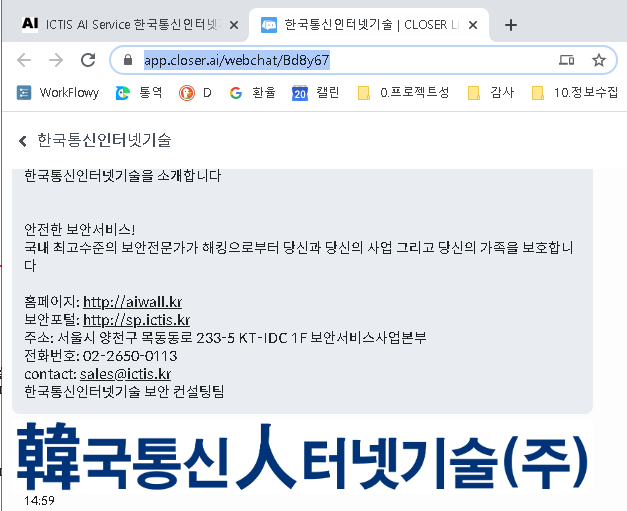 AI ICTIS AI Service 한국통신인터넷기
한국통신인터넷기술 | CLOSER LI
app.closer.ai/webchat/Bd8y67
WorkFlowy 통역 D G 환율 20 캘린 0.프로젝트성 감사 10.정보수집
한국통신인터넷기술
한국통신인터넷기술을 소개합니다
안전한 보안서비스!
국내 최고수준의 보안전문가가 해킹으로부터 당신과 당신의 사업 그리고 당신의 가족을 보호합니
다
홈페이지: http://aiwall.kr
보안포털: http://sp.ictis.kr
주소: 서울시 양천구 목동동로 233-5 KT-IDC 1F 보안서비스사업본부
전화번호: 02-2650-0113
contact: sales@ictis.kr
한국통신인터넷기술 보안 컨설팅팀
韓국통신人터넷기술(주)
14:59